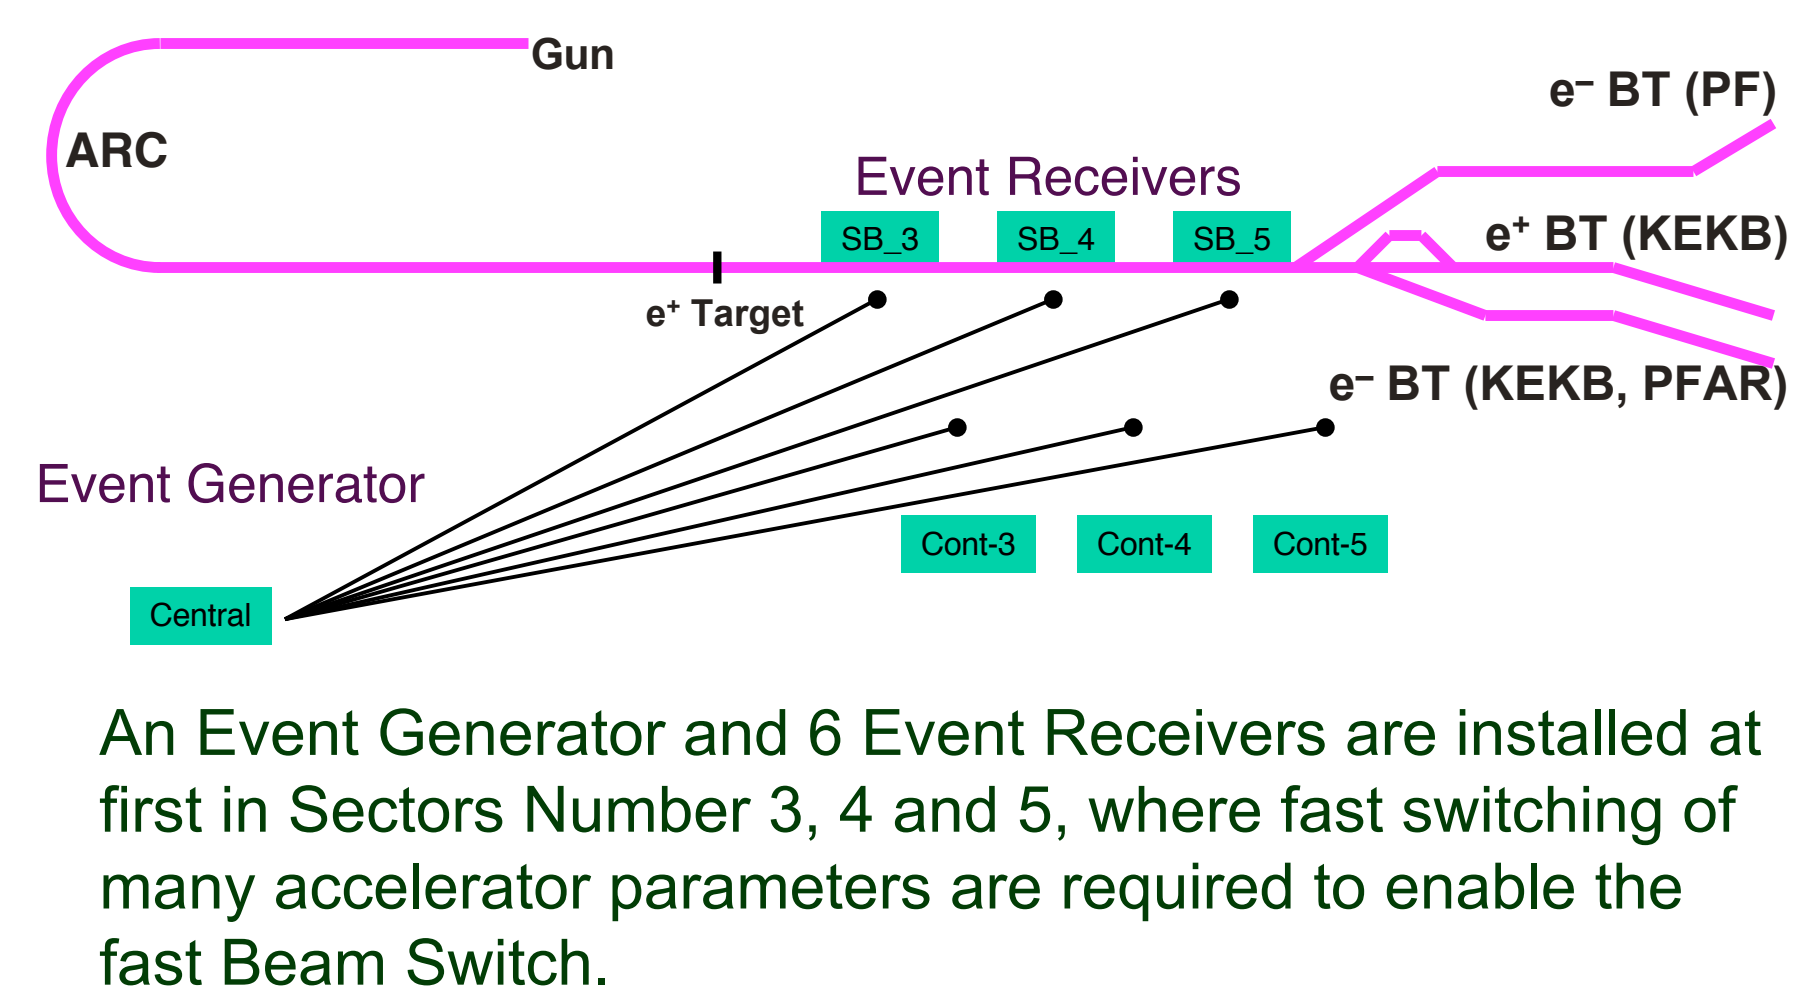 Gun
e– BT (PF)
ARC
Event Receivers
SB_3 SB_4 SB_5
e+ BT (KEKB)
e+ Target
e– BT (KEKB, PFAR)
Event Generator
Cont-3 Cont-4 Cont-5
Central
An Event Generator and 6 Event Receivers are installed at
first in Sectors Number 3, 4 and 5, where fast switching of
many accelerator parameters are required to enable the
fast Beam Switch.